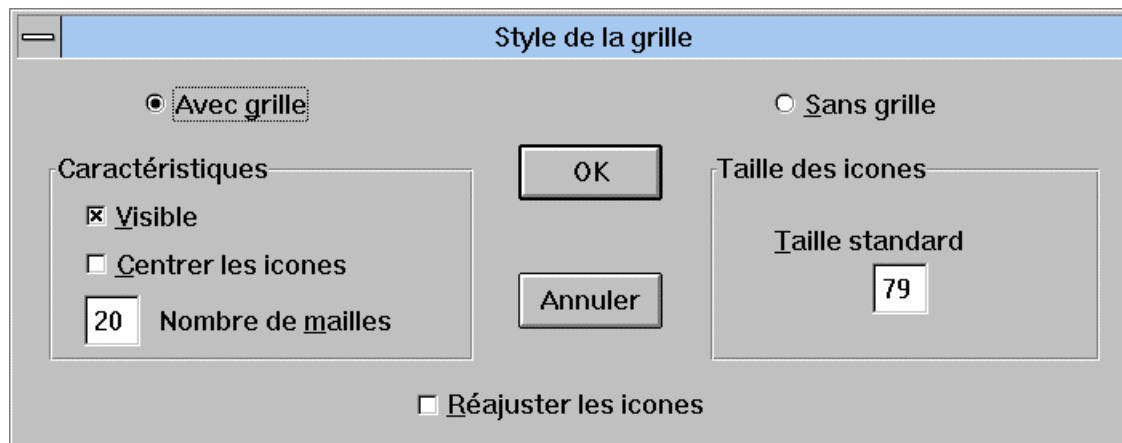 Style de la grille
Avec grille
Sans grille
Caractéristiques
Visible
Centrer les icones
20 Nombre de mailles
OK
Annuler
Taille des icones
Taille standard
79
Réajuster les icones